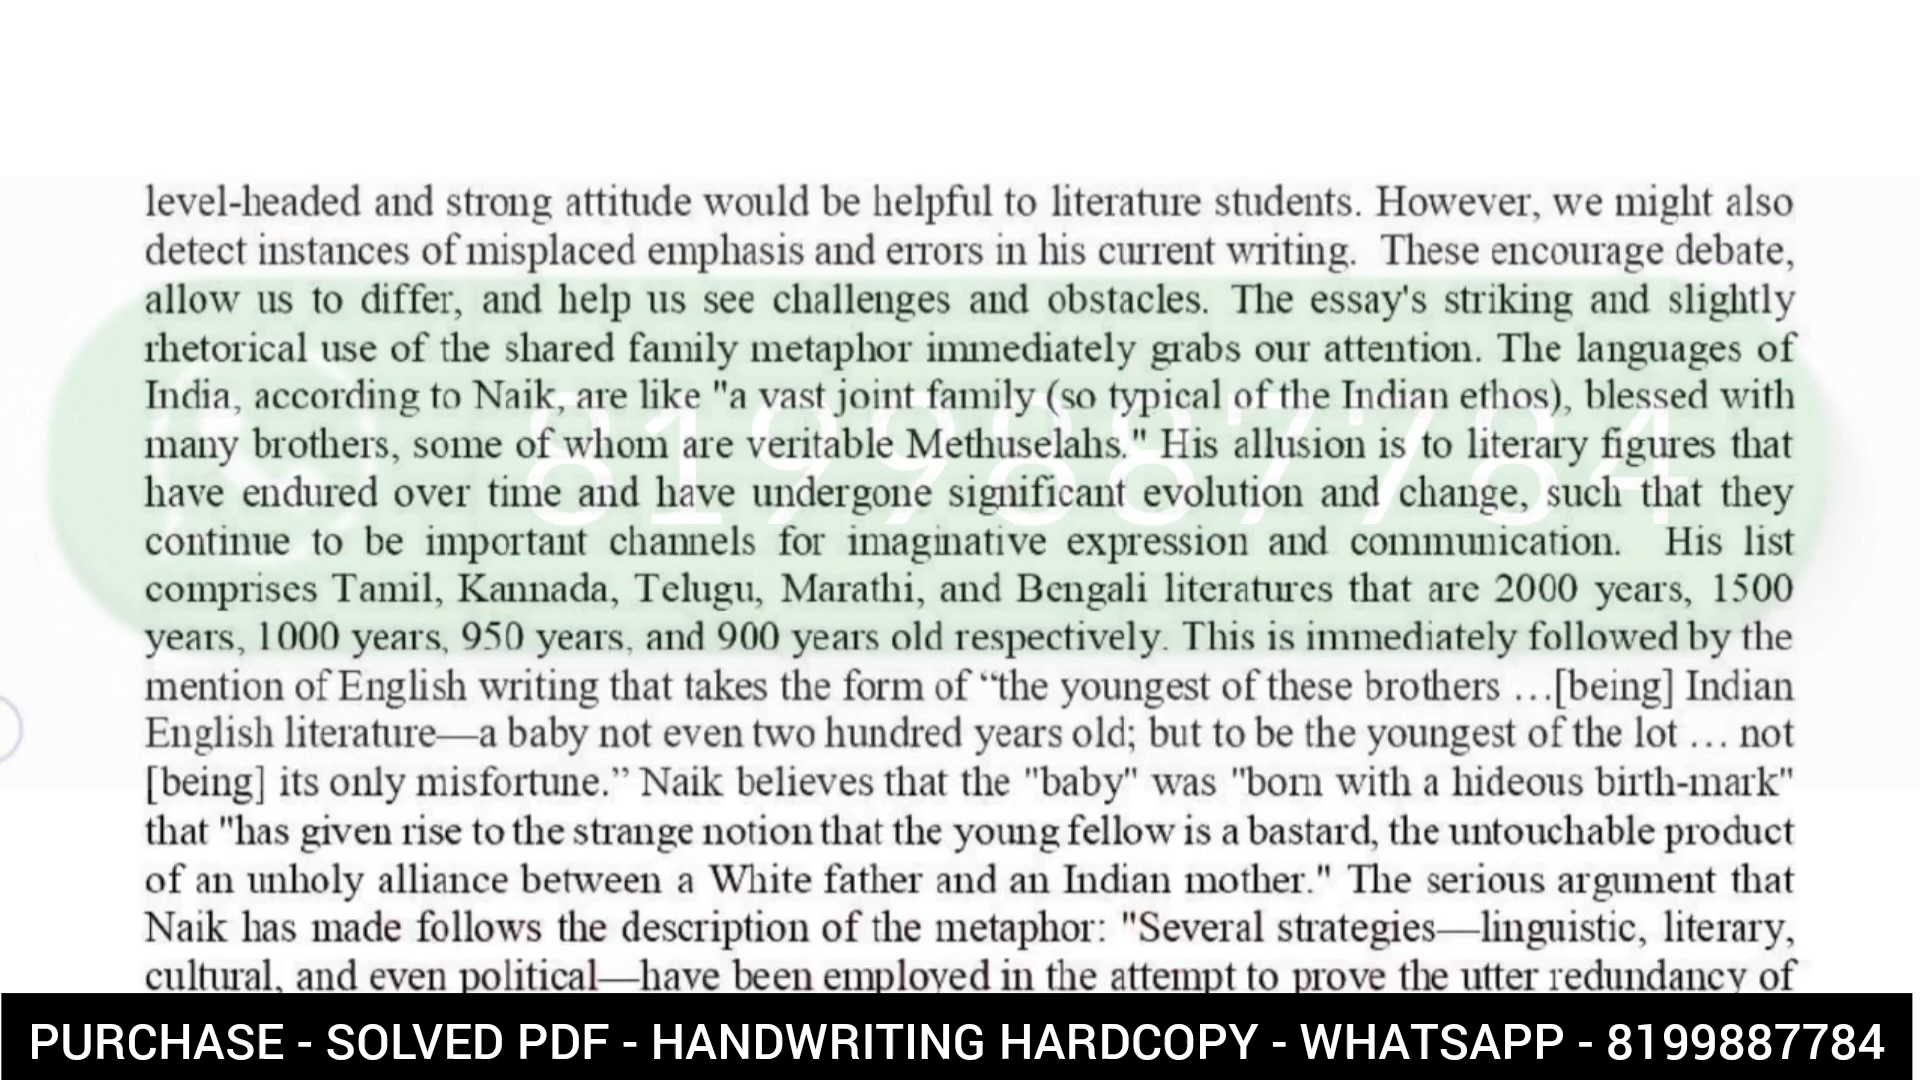 level-headed and strong attitude would be helpful to literature students. However, we might also
detect instances of misplaced emphasis and errors in his current writing.  These encourage debate,
allow us to differ, and help us see challenges and obstacles. The essay's striking and slightly
rhetorical use of the shared family metaphor immediately grabs our attention. The languages of
India, according to Naik, are like "a vast joint family (so typical of the Indian ethos), blessed with
many brothers, some of whom are veritable Methuselahs." His allusion is to literary figures that
8199887784
have endured over time and have undergone significant evolution and change, such that they
continue to be important channels for imaginative expression and communication.  His list
comprises Tamil, Kannada, Telugu, Marathi, and Bengali literatures that are 2000 years, 1500
years, 1000 years, 950 years, and 900 years old respectively. This is immediately followed by the
mention of English writing that takes the form of “the youngest of these brothers …[being] Indian
English literature—a baby not even two hundred years old; but to be the youngest of the lot … not
[being] its only misfortune.” Naik believes that the "baby" was "born with a hideous birth-mark"
that "has given rise to the strange notion that the young fellow is a bastard, the untouchable product
of an unholy alliance between a White father and an Indian mother." The serious argument that
Naik has made follows the description of the metaphor: "Several strategies—linguistic, literary,
cultural, and even political—have been employed in the attempt to prove the utter redundancy of
PURCHASE - SOLVED PDF - HANDWRITING HARDCOPY - WHATSAPP - 8199887784